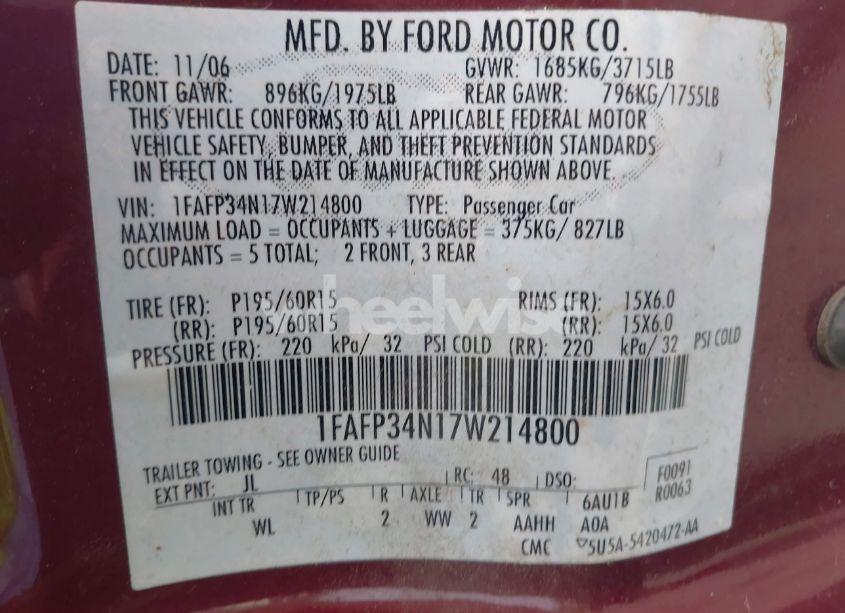 MFD. BY FORD MOTOR CO.
DATE: 11/06 GVWR: 1685KG/3715LB
FRONT GAWR: 896KG/1975LB REAR GAWR: 796KG/1755LB
THIS VEHICLE CONFORMS TO ALL APPLICABLE FEDERAL MOTOR
VEHICLE SAFETY, BUMPER, AND THEFT PREVENTION STANDARDS
IN EFFECT ON THE DATE OF MANUFACTURE SHOWN ABOVE.
VIN: 1FAFP34N17W214800 TYPE: Passenger Car
MAXIMUM LOAD = OCCUPANTS + LUGGAGE = 375KG/ 827LB
OCCUPANTS = 5 TOTAL; 2 FRONT, 3 REAR
TIRE (FR): P195/60R15 RIMS (FR): 15X6.0
(RR): P195/60R15 (RR): 15X6.0
PRESSURE (FR): 220 kPa/ 32 PSI COLD (RR): 220 kPa/ 32 PSI COLD
wheelwise
1FAFP34N17W214800
TRAILER TOWING - SEE OWNER GUIDE
EXT PNT: JL RC: 48 DSO: F0091
INT TR TP/PS R AXLE TR SPR 6AU1B R0063
WL 2 WW 2 AAHH A0A
CMC 5U5A-5420472-AA